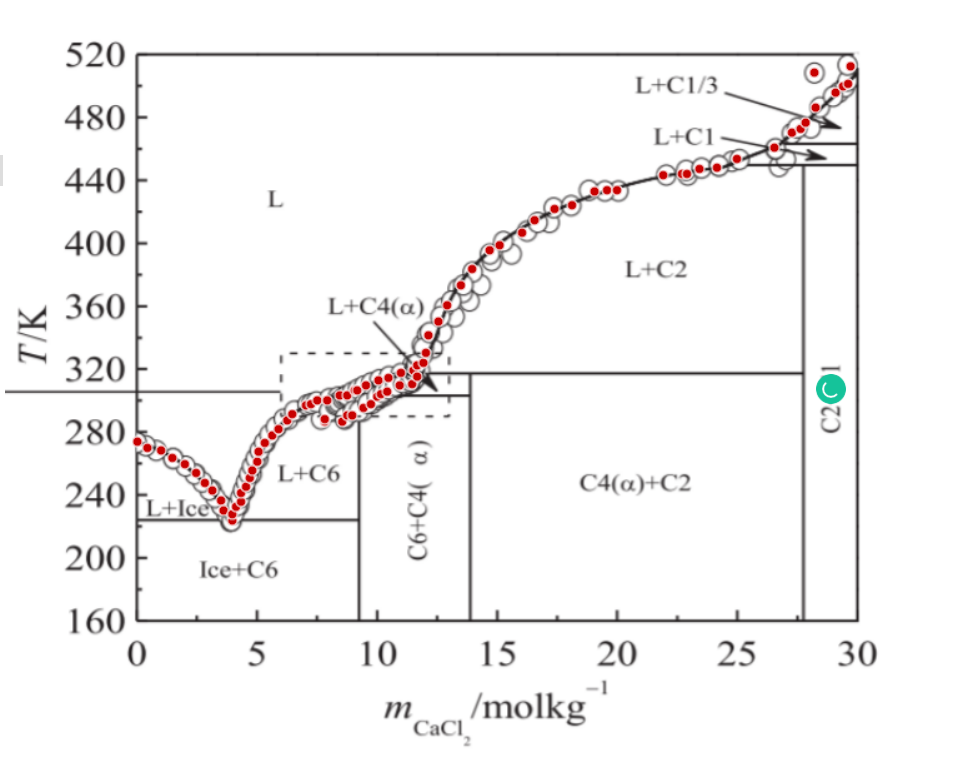 520
480
440
400
360
320
280
240
200
160
T/K
L+C1/3
L+C1
L
L+C2
L+C4(α)
L+C6
C6+C4( α)
C4(α)+C2
L+Ice
Ice+C6
0 5 10 15 20 25 30
m CaCl2 /molkg⁻¹